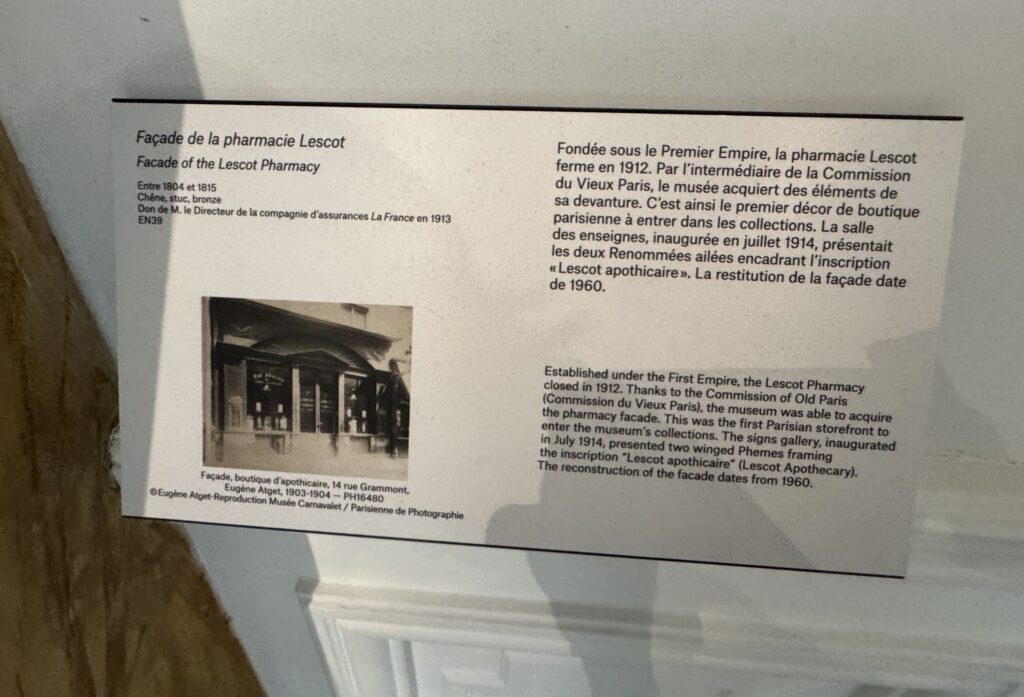 Façade de la pharmacie Lescot
Facade of the Lescot Pharmacy
Entre 1804 et 1815
Chêne, stuc, bronze
Don de M. le Directeur de la compagnie d'assurances La France en 1913
EN39
Façade, boutique d'apothicaire, 14 rue Grammont,
Eugène Atget, 1903-1904 — PH16480
©Eugène Atget-Reproduction Musée Carnavalet / Parisienne de Photographie
Fondée sous le Premier Empire, la pharmacie Lescot
ferme en 1912. Par l'intermédiaire de la Commission
du Vieux Paris, le musée acquiert des éléments de
sa devanture. C'est ainsi le premier décor de boutique
parisienne à entrer dans les collections. La salle
des enseignes, inaugurée en juillet 1914, présentait
les deux Renommées ailées encadrant l'inscription
«Lescot apothicaire». La restitution de la façade date
de 1960.
Established under the First Empire, the Lescot Pharmacy
closed in 1912. Thanks to the Commission of Old Paris
(Commission du Vieux Paris), the museum was able to acquire
the pharmacy facade. This was the first Parisian storefront to
enter the museum's collections. The signs gallery, inaugurated
in July 1914, presented two winged Phemes framing
the inscription "Lescot apothicaire" (Lescot Apothecary).
The reconstruction of the facade dates from 1960.